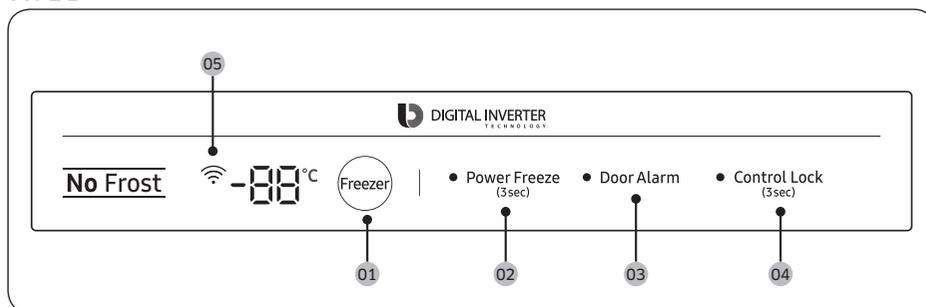 05
DIGITAL INVERTER
TECHNOLOGY
No Frost
-88°C
Freezer
Power Freeze
(3sec)
Door Alarm
Control Lock
(3sec)
01
02
03
04